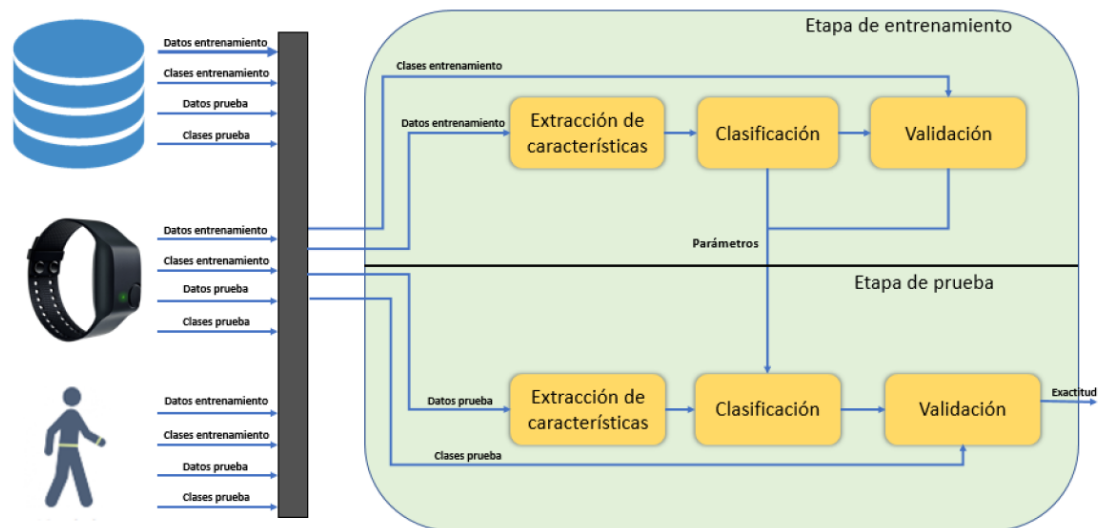 Etapa de entrenamiento
Datos entrenamiento
Clases entrenamiento
Datos prueba
Clases prueba
Clases entrenamiento
Datos entrenamiento
Extracción de
características
Clasificación
Validación
Datos entrenamiento
Clases entrenamiento
Datos prueba
Clases prueba
Parámetros
Etapa de prueba
Datos entrenamiento
Clases entrenamiento
Datos prueba
Clases prueba
Datos prueba
Extracción de
características
Clasificación
Validación
Exactitud
Clases prueba